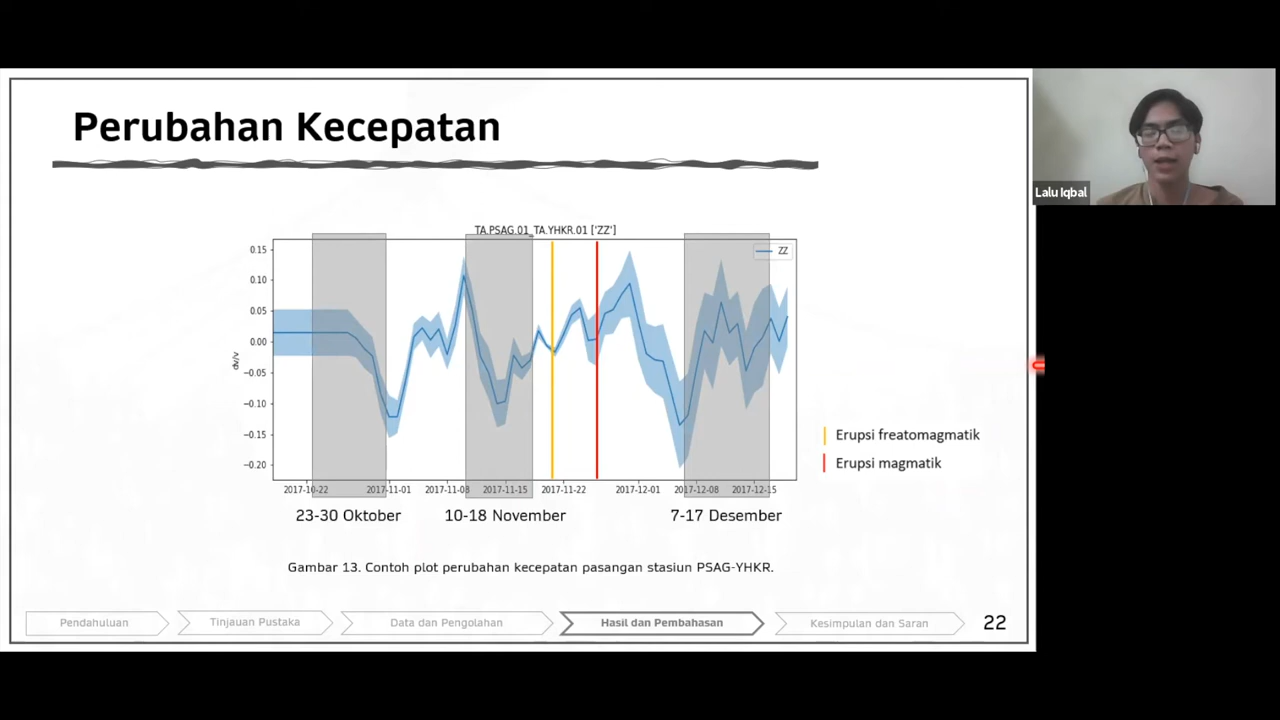 Perubahan Kecepatan
Lalu Iqbal
TA.PSAG.01_TA.YHKR.01 ['ZZ']
ZZ
0.15
0.10
0.05
0.00
−0.05
−0.10
−0.15
−0.20
dv/v
2017-10-22 2017-11-01 2017-11-08 2017-11-15 2017-11-22 2017-12-01 2017-12-08 2017-12-15
Erupsi freatomagmatik
Erupsi magmatik
23-30 Oktober 10-18 November 7-17 Desember
Gambar 13. Contoh plot perubahan kecepatan pasangan stasiun PSAG-YHKR.
Pendahuluan Tinjauan Pustaka Data dan Pengolahan Hasil dan Pembahasan Kesimpulan dan Saran 22